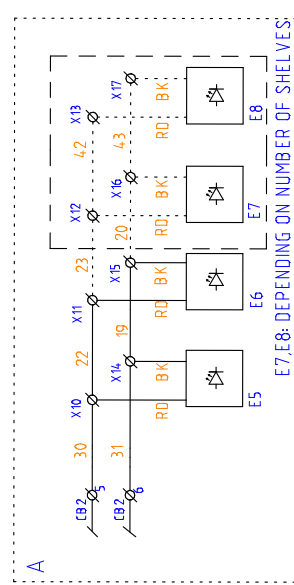 A
CB2
5
CB2
6
30
31
X10
X14
RD
BK
E5
22
19
X11
X15
RD
BK
E6
23
20
X12
X16
RD
BK
E7
42
43
X13
X17
RD
BK
E8
E7,E8: DEPENDING ON NUMBER OF SHELVES